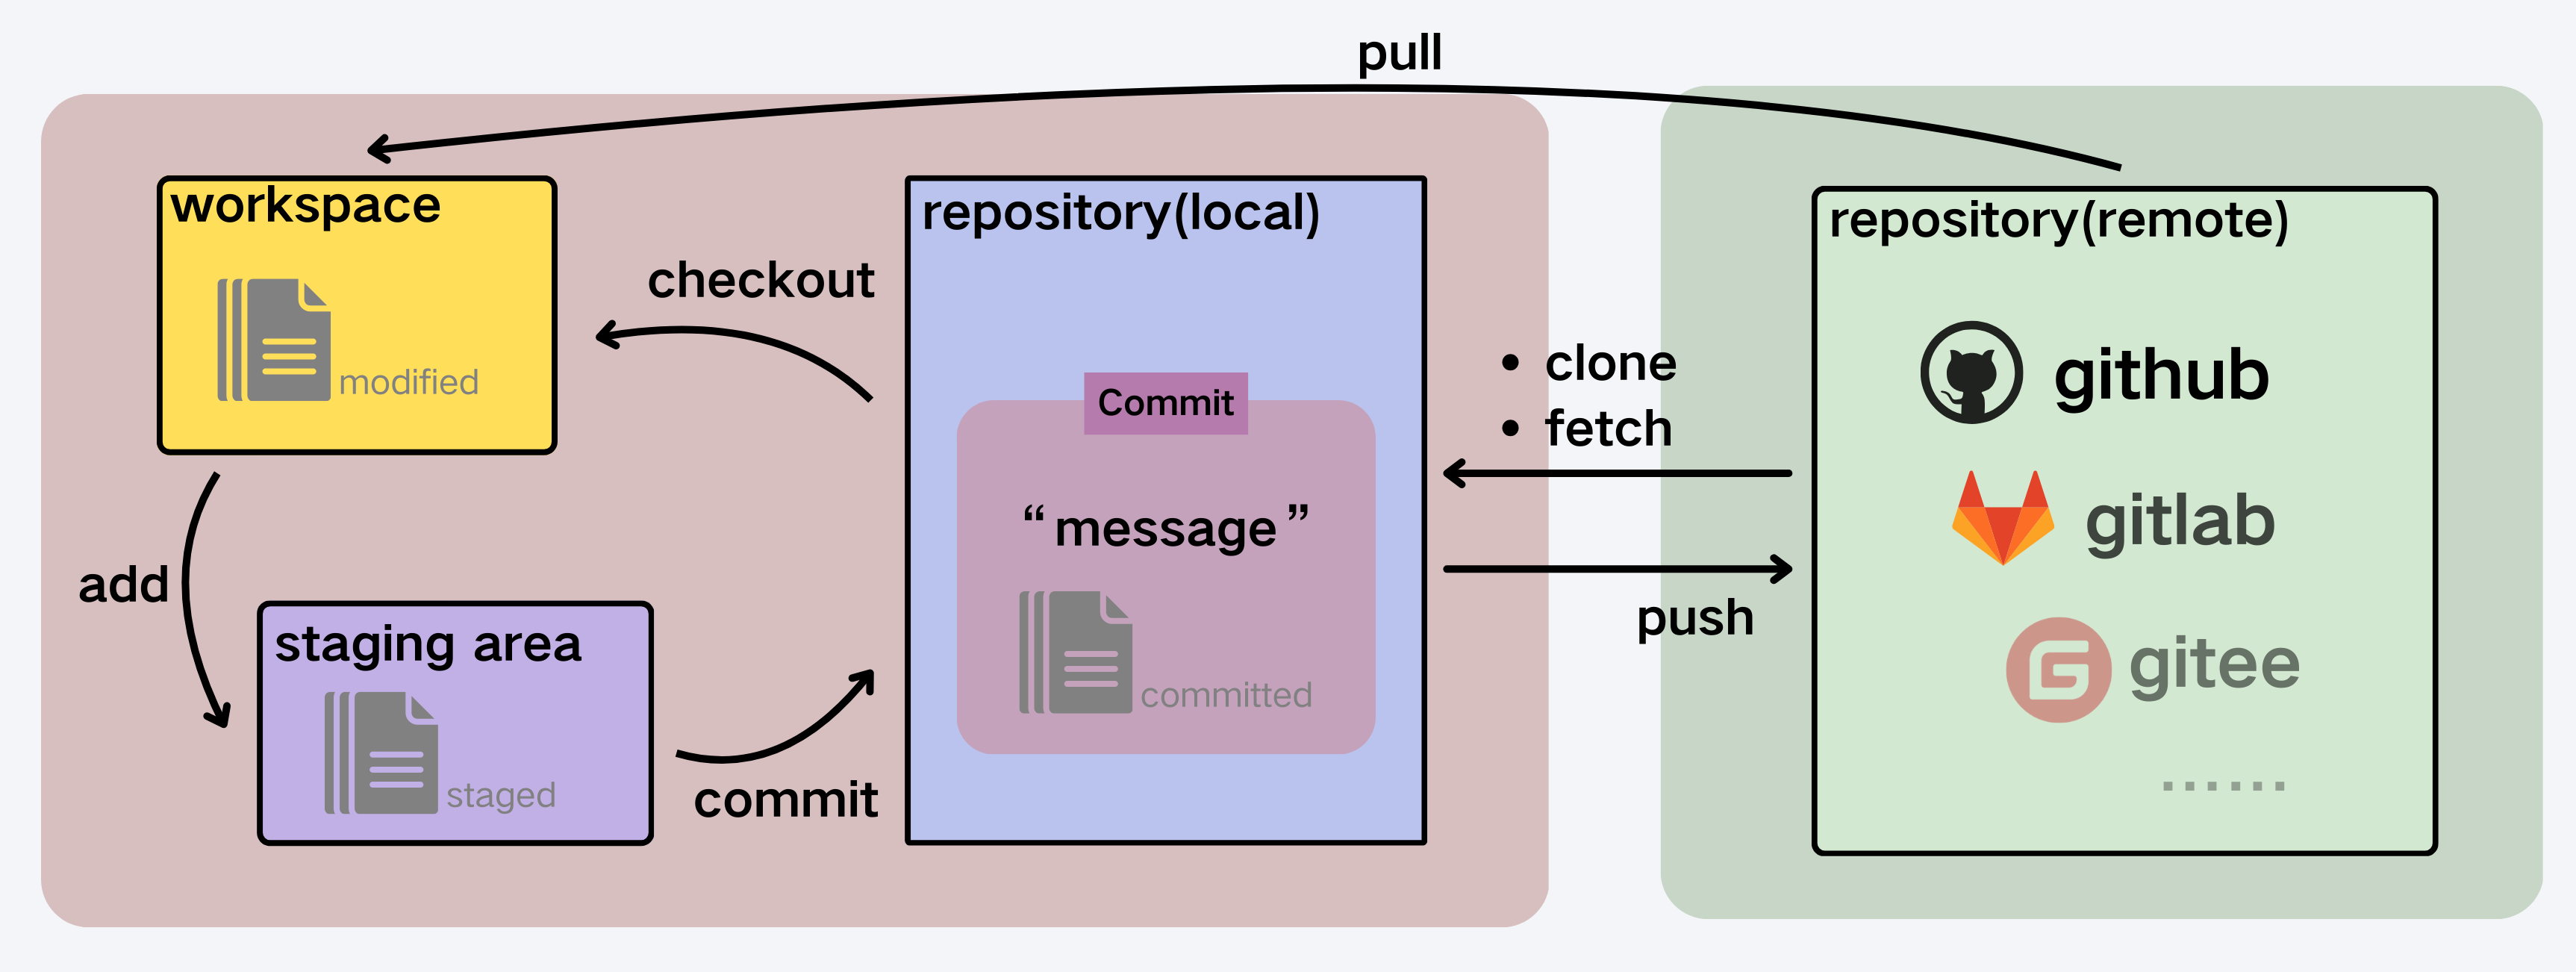 pull
workspace
modified
checkout
add
staging area
staged
commit
repository(local)
Commit
“message”
committed
• clone
• fetch
push
repository(remote)
github
gitlab
gitee
......